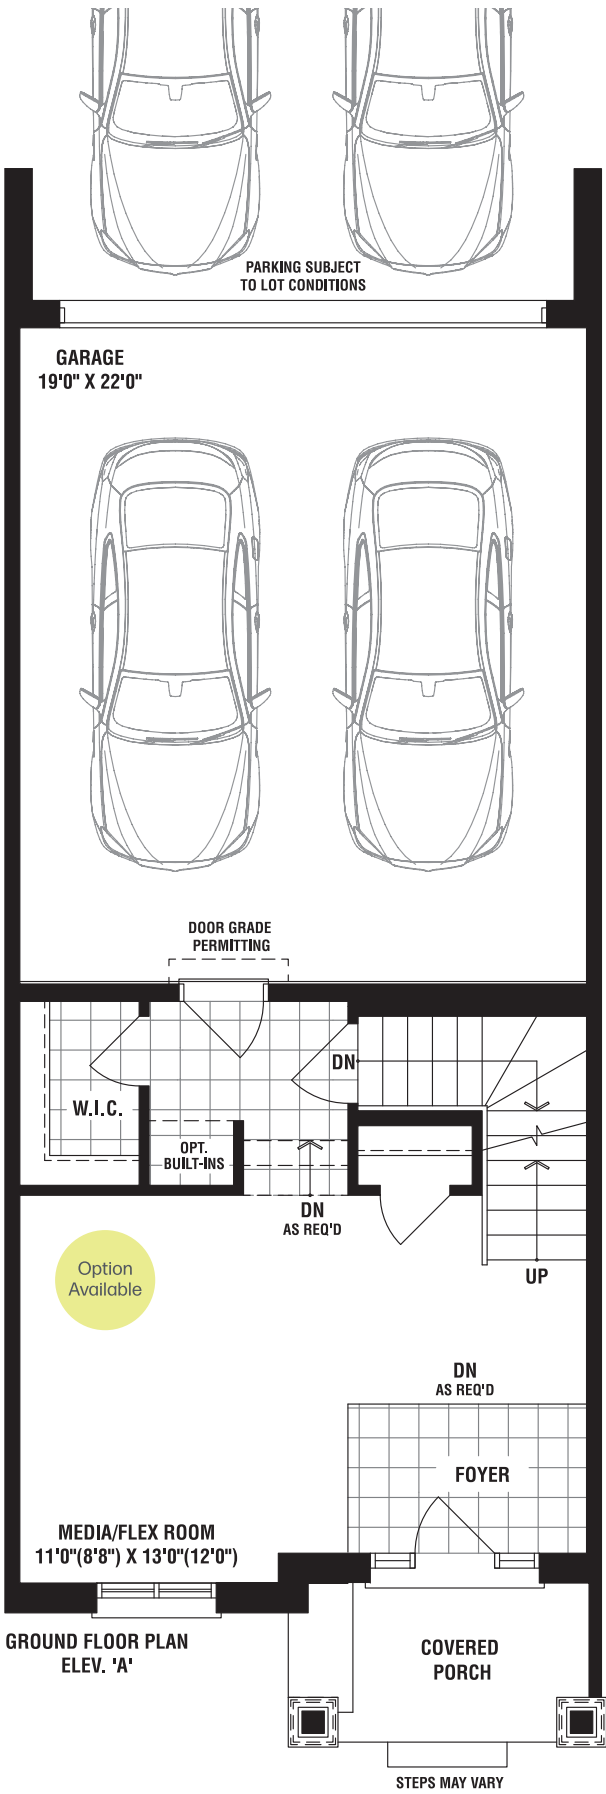 PARKING SUBJECT
TO LOT CONDITIONS
GARAGE
19'0" X 22'0"
DOOR GRADE
PERMITTING
DN
W.I.C.
OPT.
BUILT-INS
DN
AS REQ'D
Option
Available
UP
DN
AS REQ'D
FOYER
MEDIA/FLEX ROOM
11'0"(8'8") X 13'0"(12'0")
GROUND FLOOR PLAN
ELEV. 'A'
COVERED
PORCH
STEPS MAY VARY